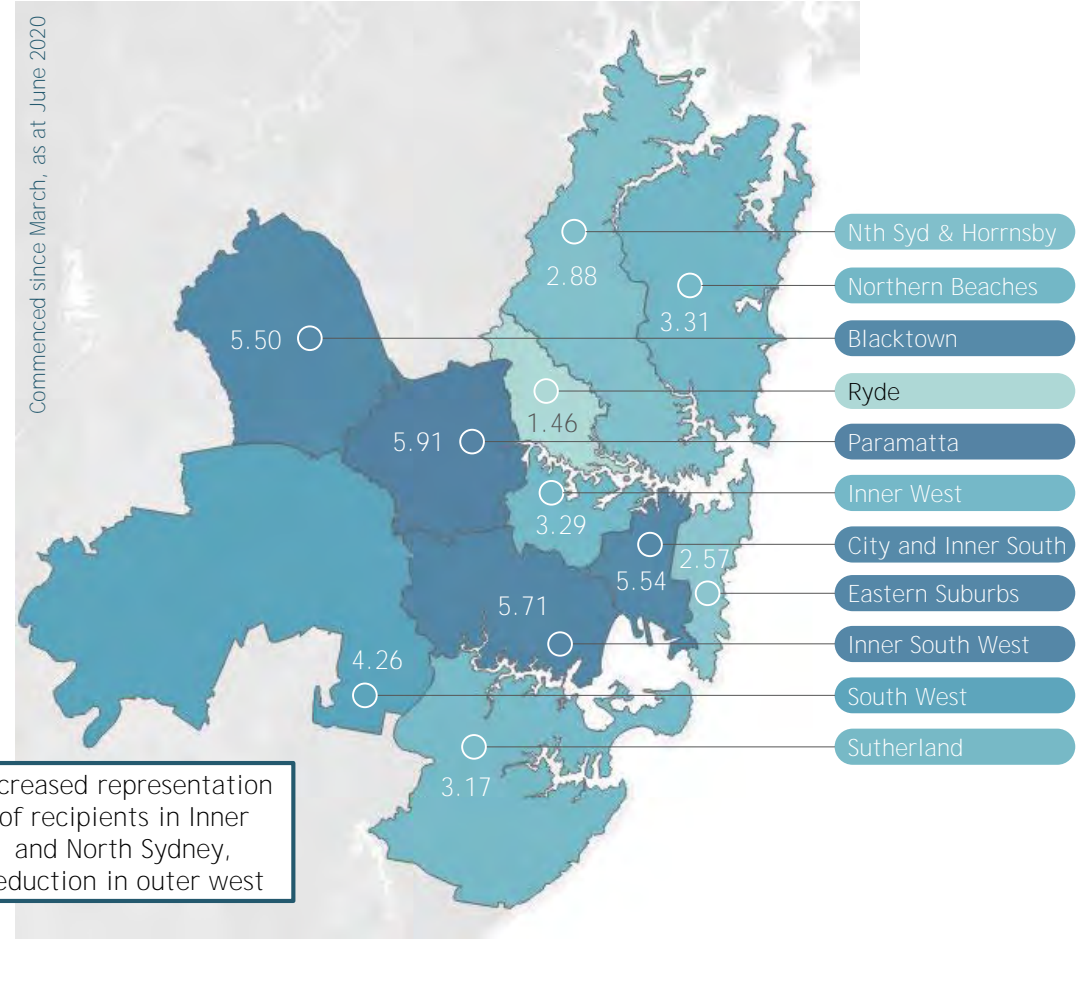 Commenced since March, as at June 2020
Nth Syd & Horrnsby
2.88
Northern Beaches
3.31
Blacktown
5.50
Ryde
1.46
Paramatta
5.91
Inner West
3.29
City and Inner South
5.54
Eastern Suburbs
2.57
Inner South West
5.71
South West
4.26
Sutherland
3.17
creased representation
of recipients in Inner
and North Sydney,
eduction in outer west